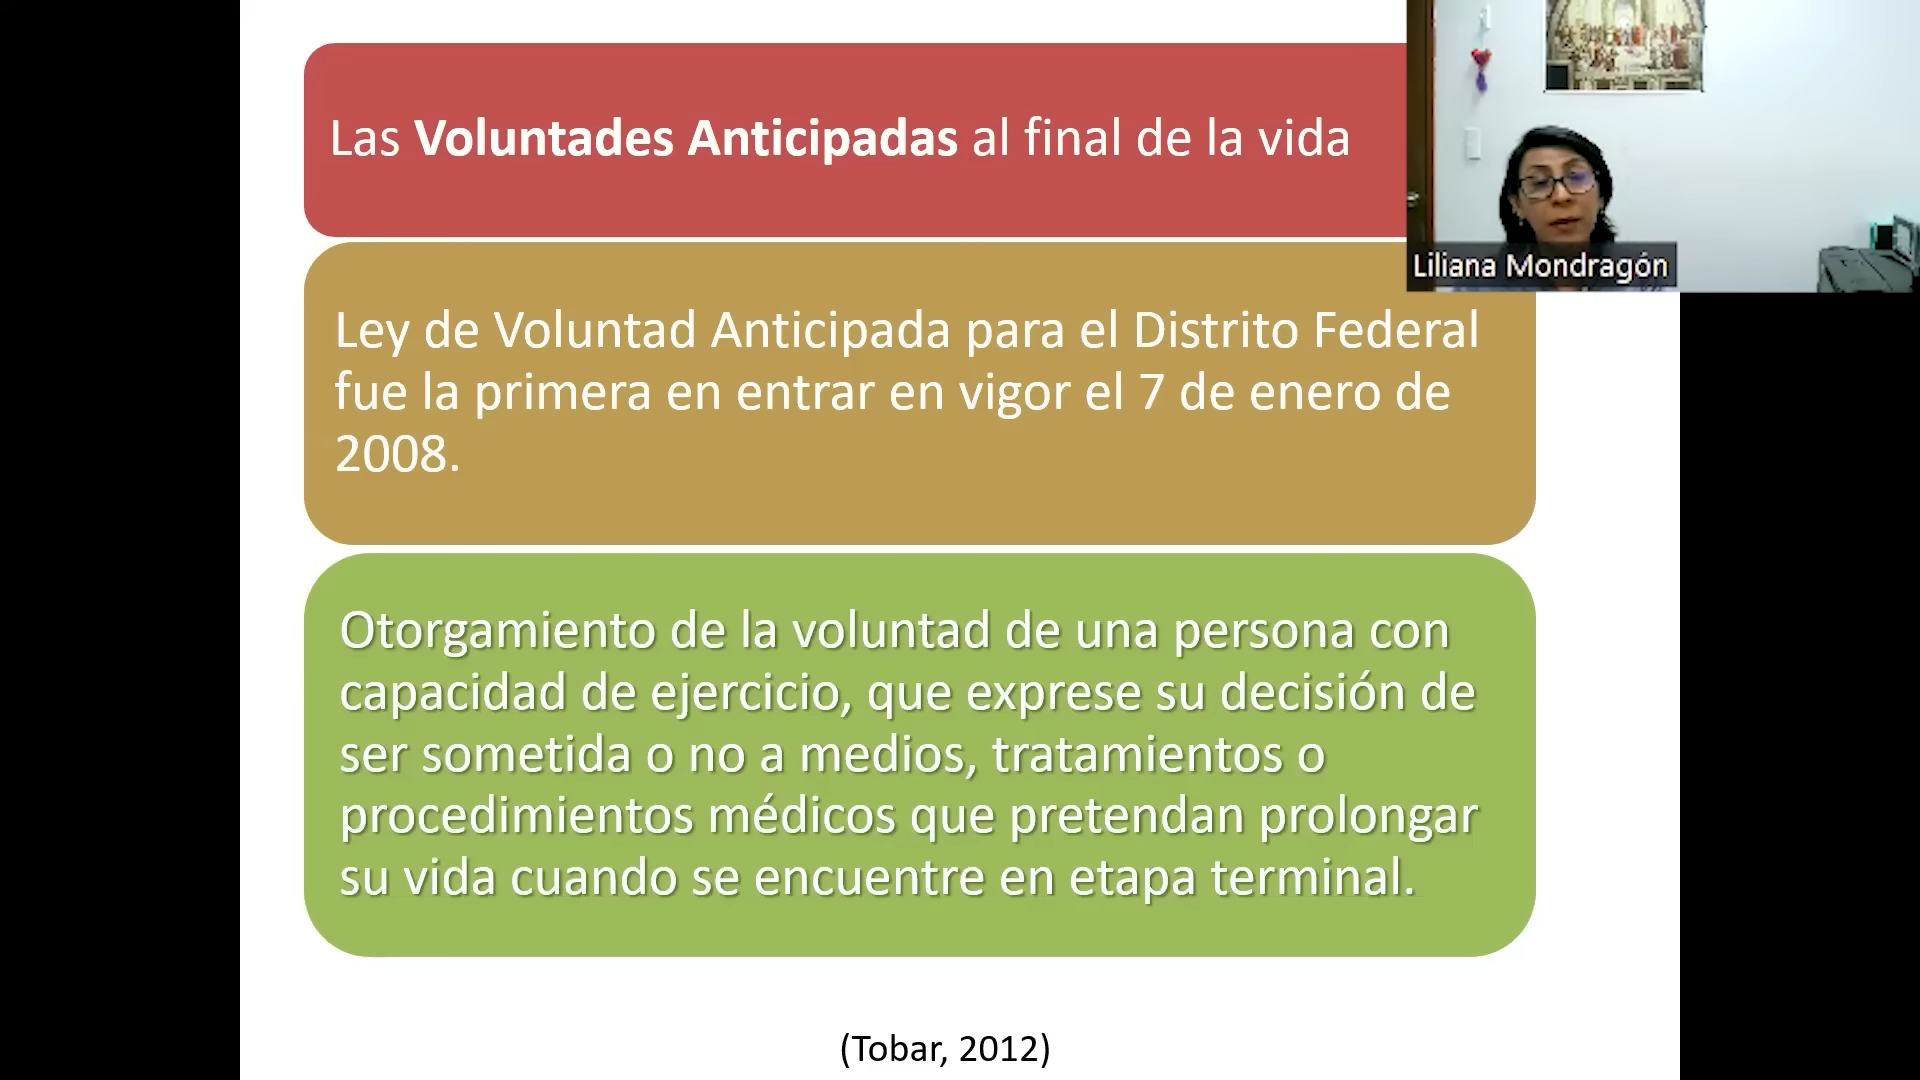 Las Voluntades Anticipadas al final de la vida
Liliana Mondragón
Ley de Voluntad Anticipada para el Distrito Federal
fue la primera en entrar en vigor el 7 de enero de
2008.
Otorgamiento de la voluntad de una persona con
capacidad de ejercicio, que exprese su decisión de
ser sometida o no a medios, tratamientos o
procedimientos médicos que pretendan prolongar
su vida cuando se encuentre en etapa terminal.
(Tobar, 2012)